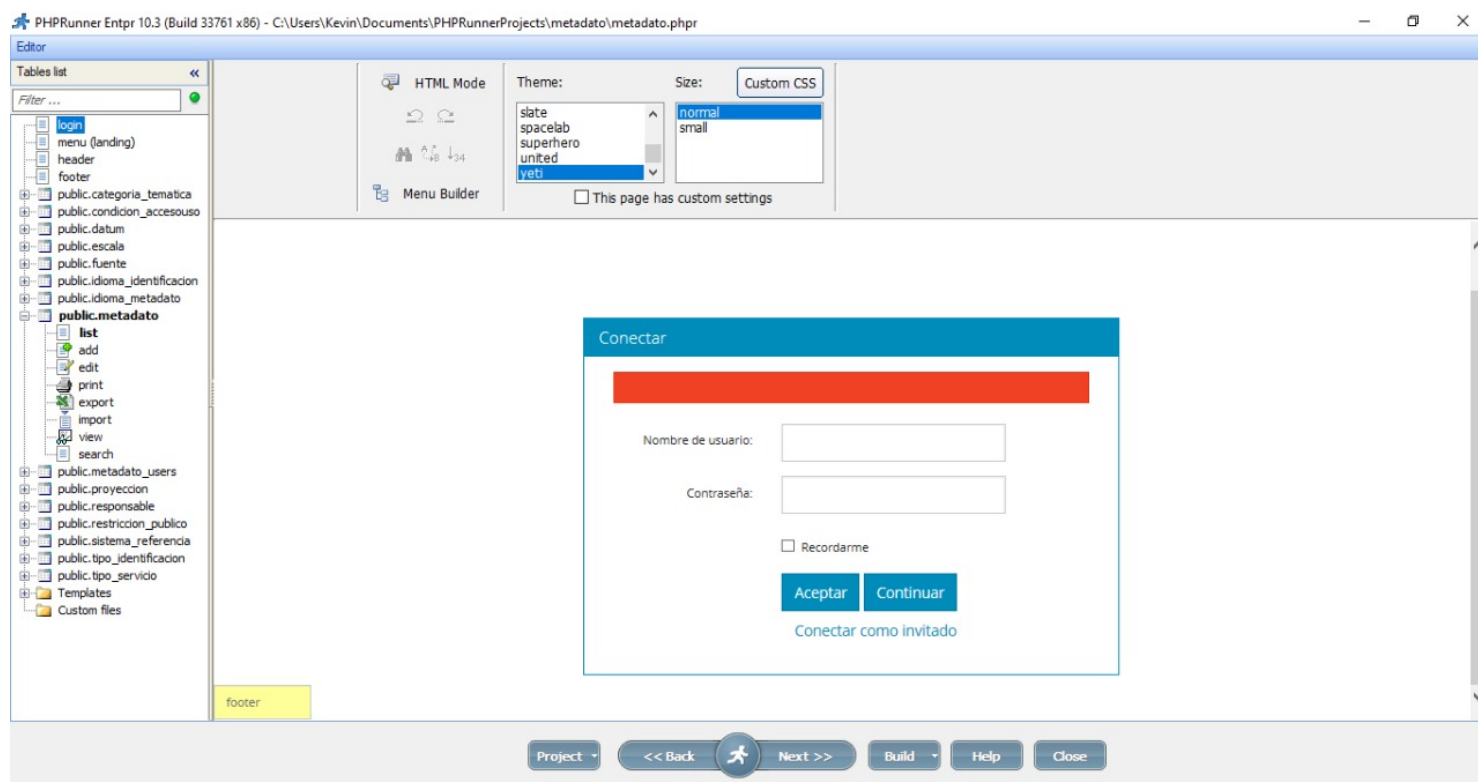 PHPRunner Entpr 10.3 (Build 33761 x86) - C:\Users\Kevin\Documents\PHPRunnerProjects\metadato\metadato.phpr
Editor
Tables list «
Filter ...
login
menu (landing)
header
footer
public.categoria_tematica
public.condicion_accesouso
public.datum
public.escala
public.fuente
public.idioma_identificacion
public.idioma_metadato
public.metadato
list
add
edit
print
export
import
view
search
public.metadato_users
public.proyeccion
public.responsable
public.restriccion_publico
public.sistema_referencia
public.tipo_identificacion
public.tipo_servicio
Templates
Custom files
HTML Mode
Menu Builder
Theme:
slate
spacelab
superhero
united
yeti
Size:
normal
small
Custom CSS
This page has custom settings
Conectar
Nombre de usuario:
Contraseña:
Recordarme
Aceptar Continuar
Conectar como invitado
footer
Project << Back Next >> Build Help Close